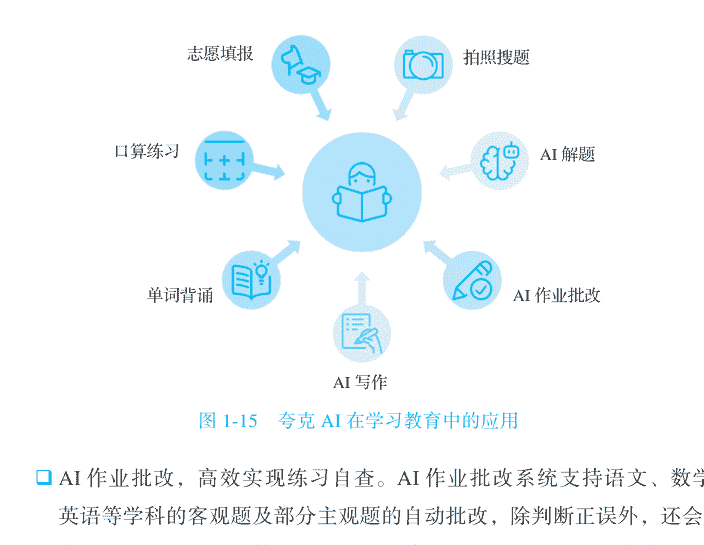 志愿填报
拍照搜题
口算练习
AI 解题
单词背诵
AI 作业批改
AI 写作
图 1-15 夸克 AI 在学习教育中的应用
AI 作业批改，高效实现练习自查。AI 作业批改系统支持语文、数学
英语等学科的客观题及部分主观题的自动批改，除判断正误外，还会